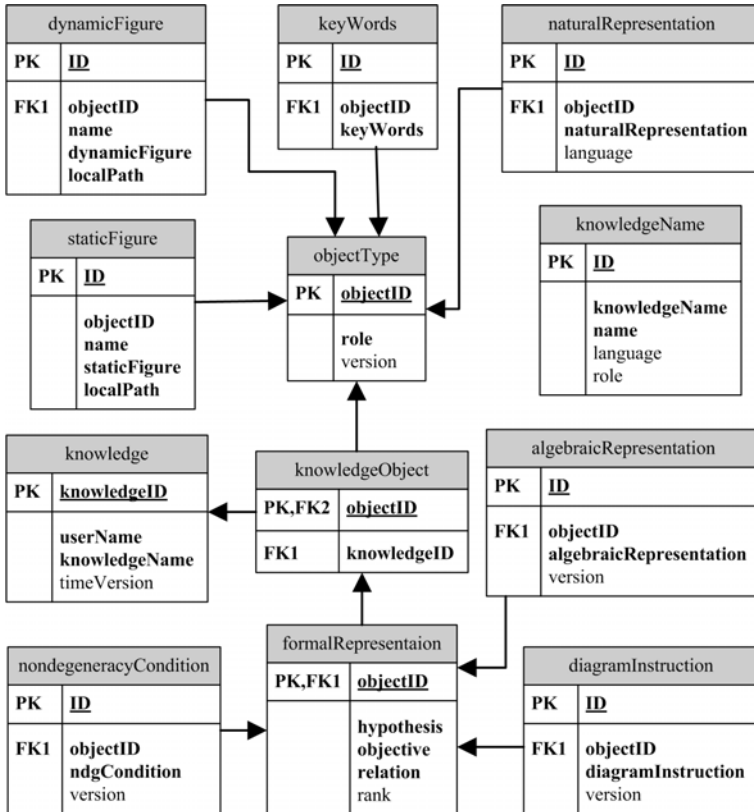 dynamicFigure
PK ID
FK1 objectID
name
dynamicFigure
localPath
keyWords
PK ID
FK1 objectID
keyWords
naturalRepresentation
PK ID
FK1 objectID
naturalRepresentation
language
staticFigure
PK ID
objectID
name
staticFigure
localPath
objectType
PK objectID
role
version
knowledgeName
PK ID
knowledgeName
name
language
role
knowledge
PK knowledgeID
userName
knowledgeName
timeVersion
knowledgeObject
PK,FK2 objectID
FK1 knowledgeID
algebraicRepresentation
PK ID
FK1 objectID
algebraicRepresentation
version
nondegeneracyCondition
PK ID
FK1 objectID
ndgCondition
version
formalRepresentaion
PK,FK1 objectID
hypothesis
objective
relation
rank
diagramInstruction
PK ID
FK1 objectID
diagramInstruction
version